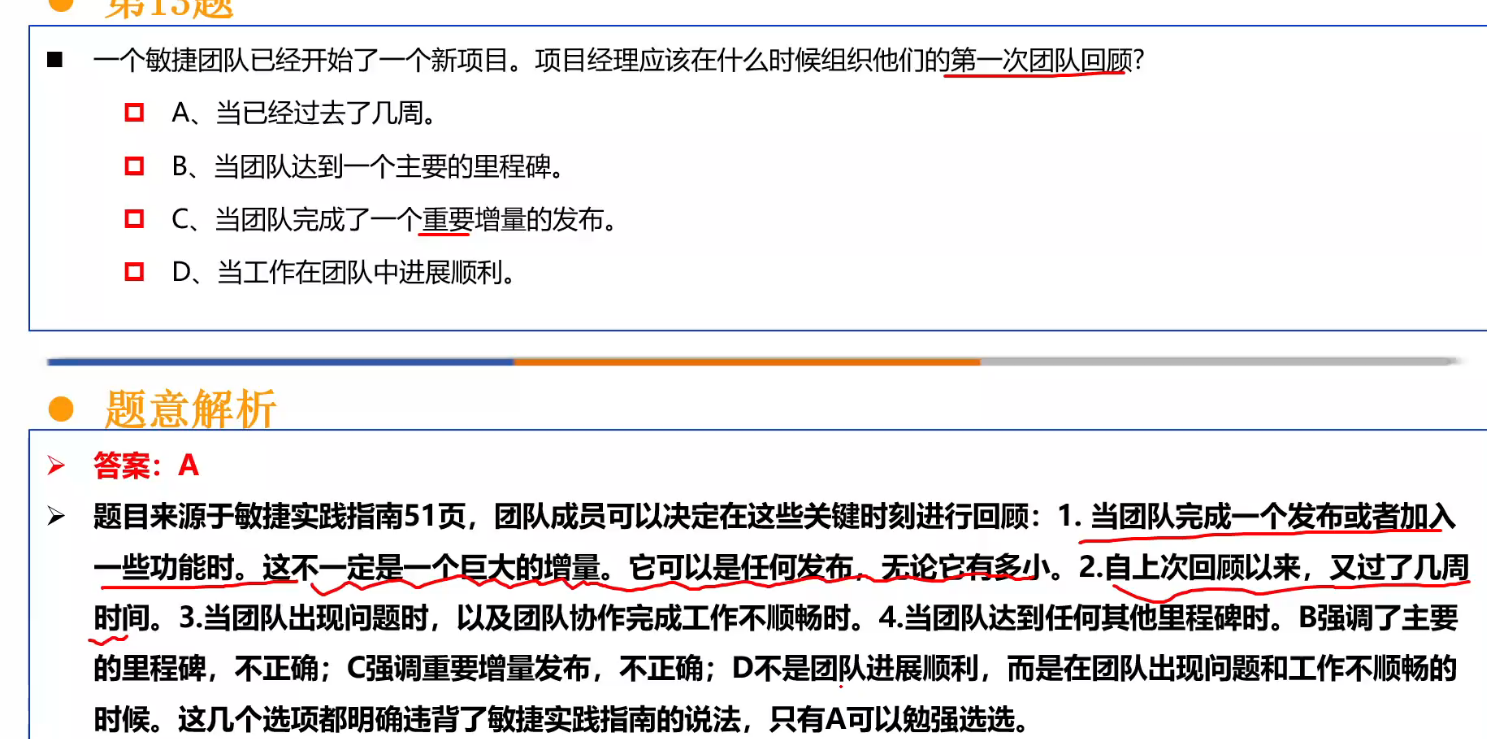 第13题
一个敏捷团队已经开始了一个新项目。项目经理应该在什么时候组织他们的第一次团队回顾?
A、当已经过去了几周。
B、当团队达到一个主要的里程碑。
C、当团队完成了一个重要增量的发布。
D、当工作在团队中进展顺利。
题意解析
答案：A
题目来源于敏捷实践指南51页，团队成员可以决定在这些关键时刻进行回顾：1. 当团队完成一个发布或者加入
一些功能时。这不一定是一个巨大的增量。它可以是任何发布，无论它有多小。2.自上次回顾以来，又过了几周
时间。3.当团队出现问题时，以及团队协作完成工作不顺畅时。4.当团队达到任何其他里程碑时。B强调了主要
的里程碑，不正确；C强调重要增量发布，不正确；D不是团队进展顺利，而是在团队出现问题和工作不顺畅的
时候。这几个选项都明确违背了敏捷实践指南的说法，只有A可以勉强选选。